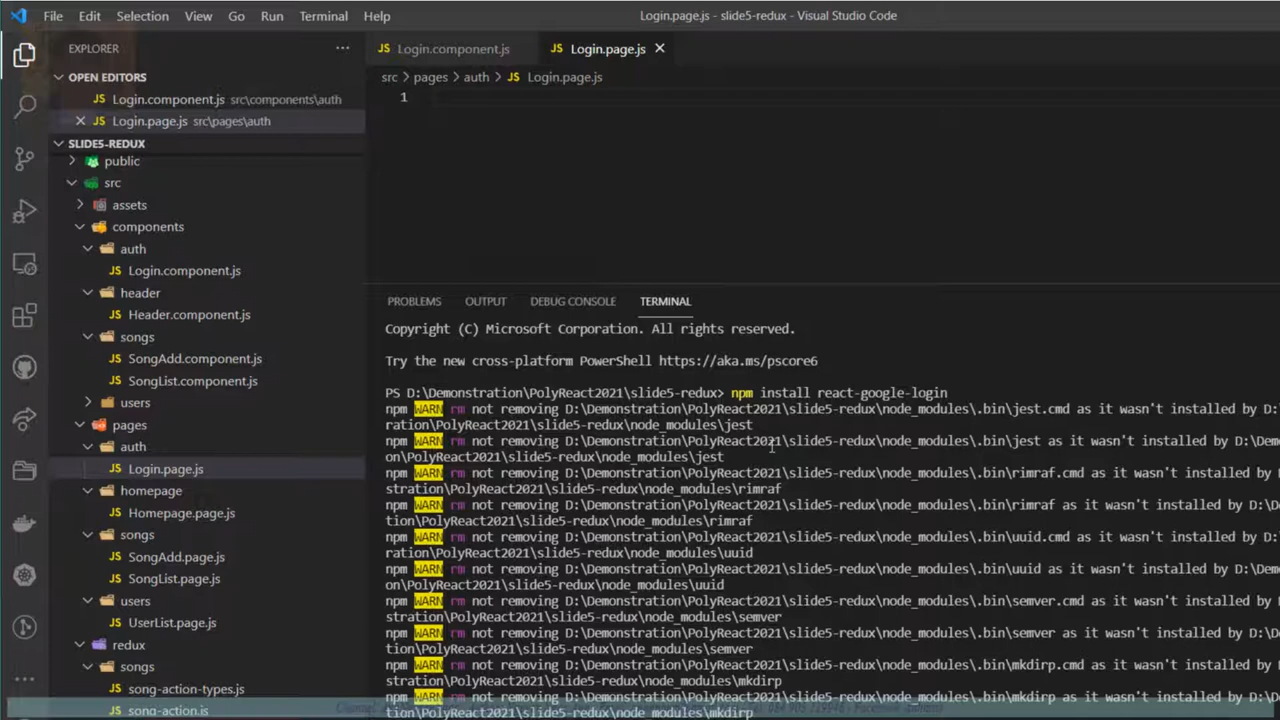 File Edit Selection View Go Run Terminal Help Login.page.js - slide5-redux - Visual Studio Code
EXPLORER
OPEN EDITORS
JS Login.component.js src\components\auth
JS Login.page.js src\pages\auth
SLIDE5-REDUX
public
src
assets
components
auth
JS Login.component.js
header
JS Header.component.js
songs
JS SongAdd.component.js
JS SongList.component.js
users
pages
auth
JS Login.page.js
homepage
JS Homepage.page.js
songs
JS SongAdd.page.js
JS SongList.page.js
users
JS UserList.page.js
redux
songs
JS song-action-types.js
JS song-action.js
JS Login.component.js JS Login.page.js
src > pages > auth > JS Login.page.js
1
PROBLEMS OUTPUT DEBUG CONSOLE TERMINAL
Copyright (C) Microsoft Corporation. All rights reserved.
Try the new cross-platform PowerShell https://aka.ms/pscore6
PS D:\Demonstration\PolyReact2021\slide5-redux> npm install react-google-login
npm WARN rm not removing D:\Demonstration\PolyReact2021\slide5-redux\node_modules\.bin\jest.cmd as it wasn't installed by D:
ration\PolyReact2021\slide5-redux\node_modules\jest
npm WARN rm not removing D:\Demonstration\PolyReact2021\slide5-redux\node_modules\.bin\jest as it wasn't installed by D:\Dem
on\PolyReact2021\slide5-redux\node_modules\jest
npm WARN rm not removing D:\Demonstration\PolyReact2021\slide5-redux\node_modules\.bin\rimraf.cmd as it wasn't installed by 
stration\PolyReact2021\slide5-redux\node_modules\rimraf
npm WARN rm not removing D:\Demonstration\PolyReact2021\slide5-redux\node_modules\.bin\rimraf as it wasn't installed by D:\D
tion\PolyReact2021\slide5-redux\node_modules\rimraf
npm WARN rm not removing D:\Demonstration\PolyReact2021\slide5-redux\node_modules\.bin\uuid.cmd as it wasn't installed by D:
ration\PolyReact2021\slide5-redux\node_modules\uuid
npm WARN rm not removing D:\Demonstration\PolyReact2021\slide5-redux\node_modules\.bin\uuid as it wasn't installed by D:\Dem
on\PolyReact2021\slide5-redux\node_modules\uuid
npm WARN rm not removing D:\Demonstration\PolyReact2021\slide5-redux\node_modules\.bin\semver.cmd as it wasn't installed by 
stration\PolyReact2021\slide5-redux\node_modules\semver
npm WARN rm not removing D:\Demonstration\PolyReact2021\slide5-redux\node_modules\.bin\semver as it wasn't installed by D:\D
tion\PolyReact2021\slide5-redux\node_modules\semver
npm WARN rm not removing D:\Demonstration\PolyReact2021\slide5-redux\node_modules\.bin\mkdirp.cmd as it wasn't installed by 
stration\PolyReact2021\slide5-redux\node_modules\mkdirp
npm WARN rm not removing D:\Demonstration\PolyReact2021\slide5-redux\node_modules\.bin\mkdirp as it wasn't installed by D:\D
tion\PolyReact2021\slide5-redux\node_modules\mkdirp